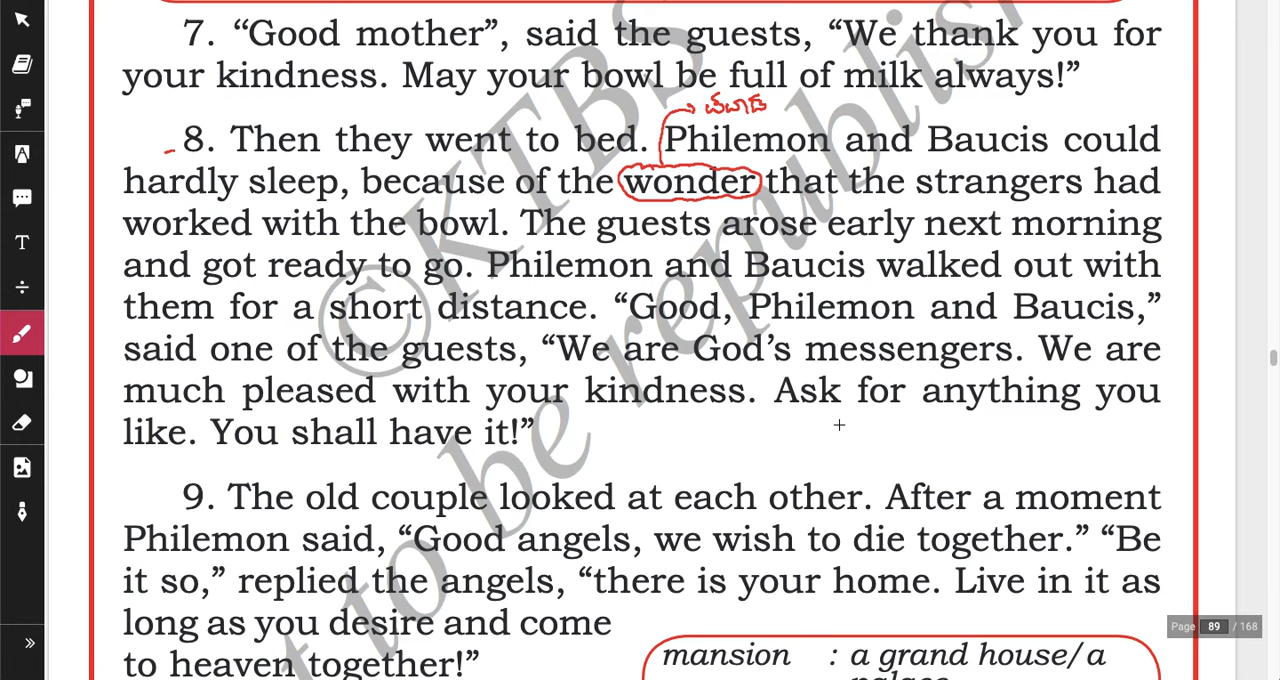 7. “Good mother”, said the guests, “We thank you for
your kindness. May your bowl be full of milk always!”
ಪವಾಡ
8. Then they went to bed. Philemon and Baucis could
hardly sleep, because of the wonder that the strangers had
worked with the bowl. The guests arose early next morning
and got ready to go. Philemon and Baucis walked out with
them for a short distance. “Good, Philemon and Baucis,”
said one of the guests, “We are God’s messengers. We are
much pleased with your kindness. Ask for anything you
like. You shall have it!”
9. The old couple looked at each other. After a moment
Philemon said, “Good angels, we wish to die together.” “Be
it so,” replied the angels, “there is your home. Live in it as
long as you desire and come
to heaven together!”
mansion : a grand house/a
palace
Page 89 / 168
©KTBS
t to be republis